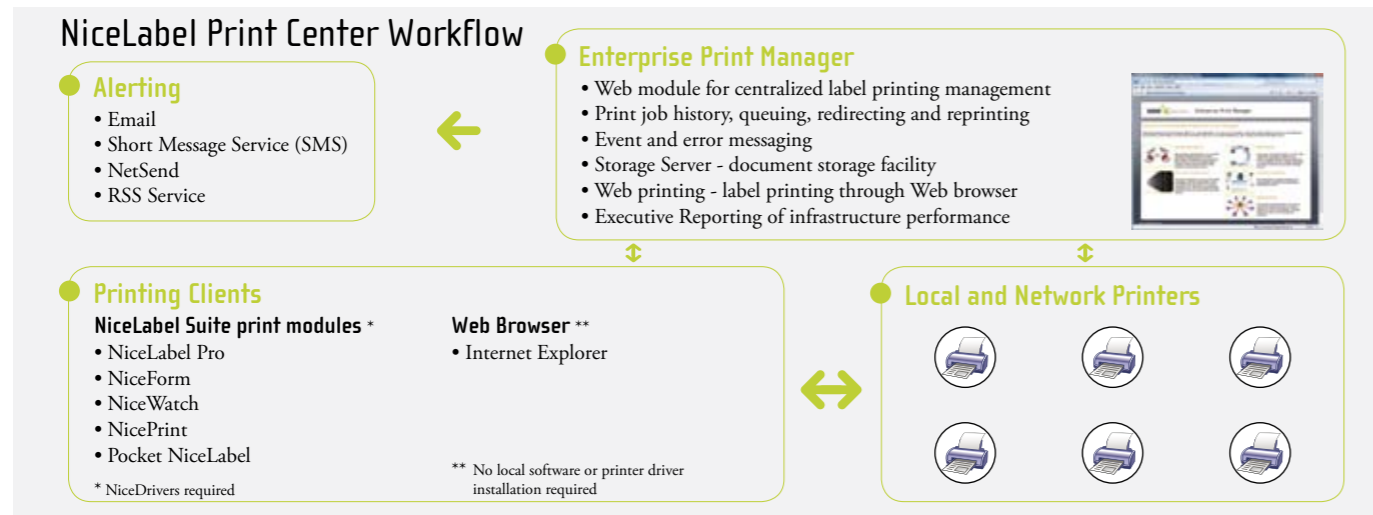 NiceLabel Print Center Workflow
Alerting
• Email
• Short Message Service (SMS)
• NetSend
• RSS Service
Enterprise Print Manager
• Web module for centralized label printing management
• Print job history, queuing, redirecting and reprinting
• Event and error messaging
• Storage Server - document storage facility
• Web printing - label printing through Web browser
• Executive Reporting of infrastructure performance
Printing Clients
NiceLabel Suite print modules *
• NiceLabel Pro
• NiceForm
• NiceWatch
• NicePrint
• Pocket NiceLabel
* NiceDrivers required
Web Browser **
• Internet Explorer
** No local software or printer driver
installation required
Local and Network Printers